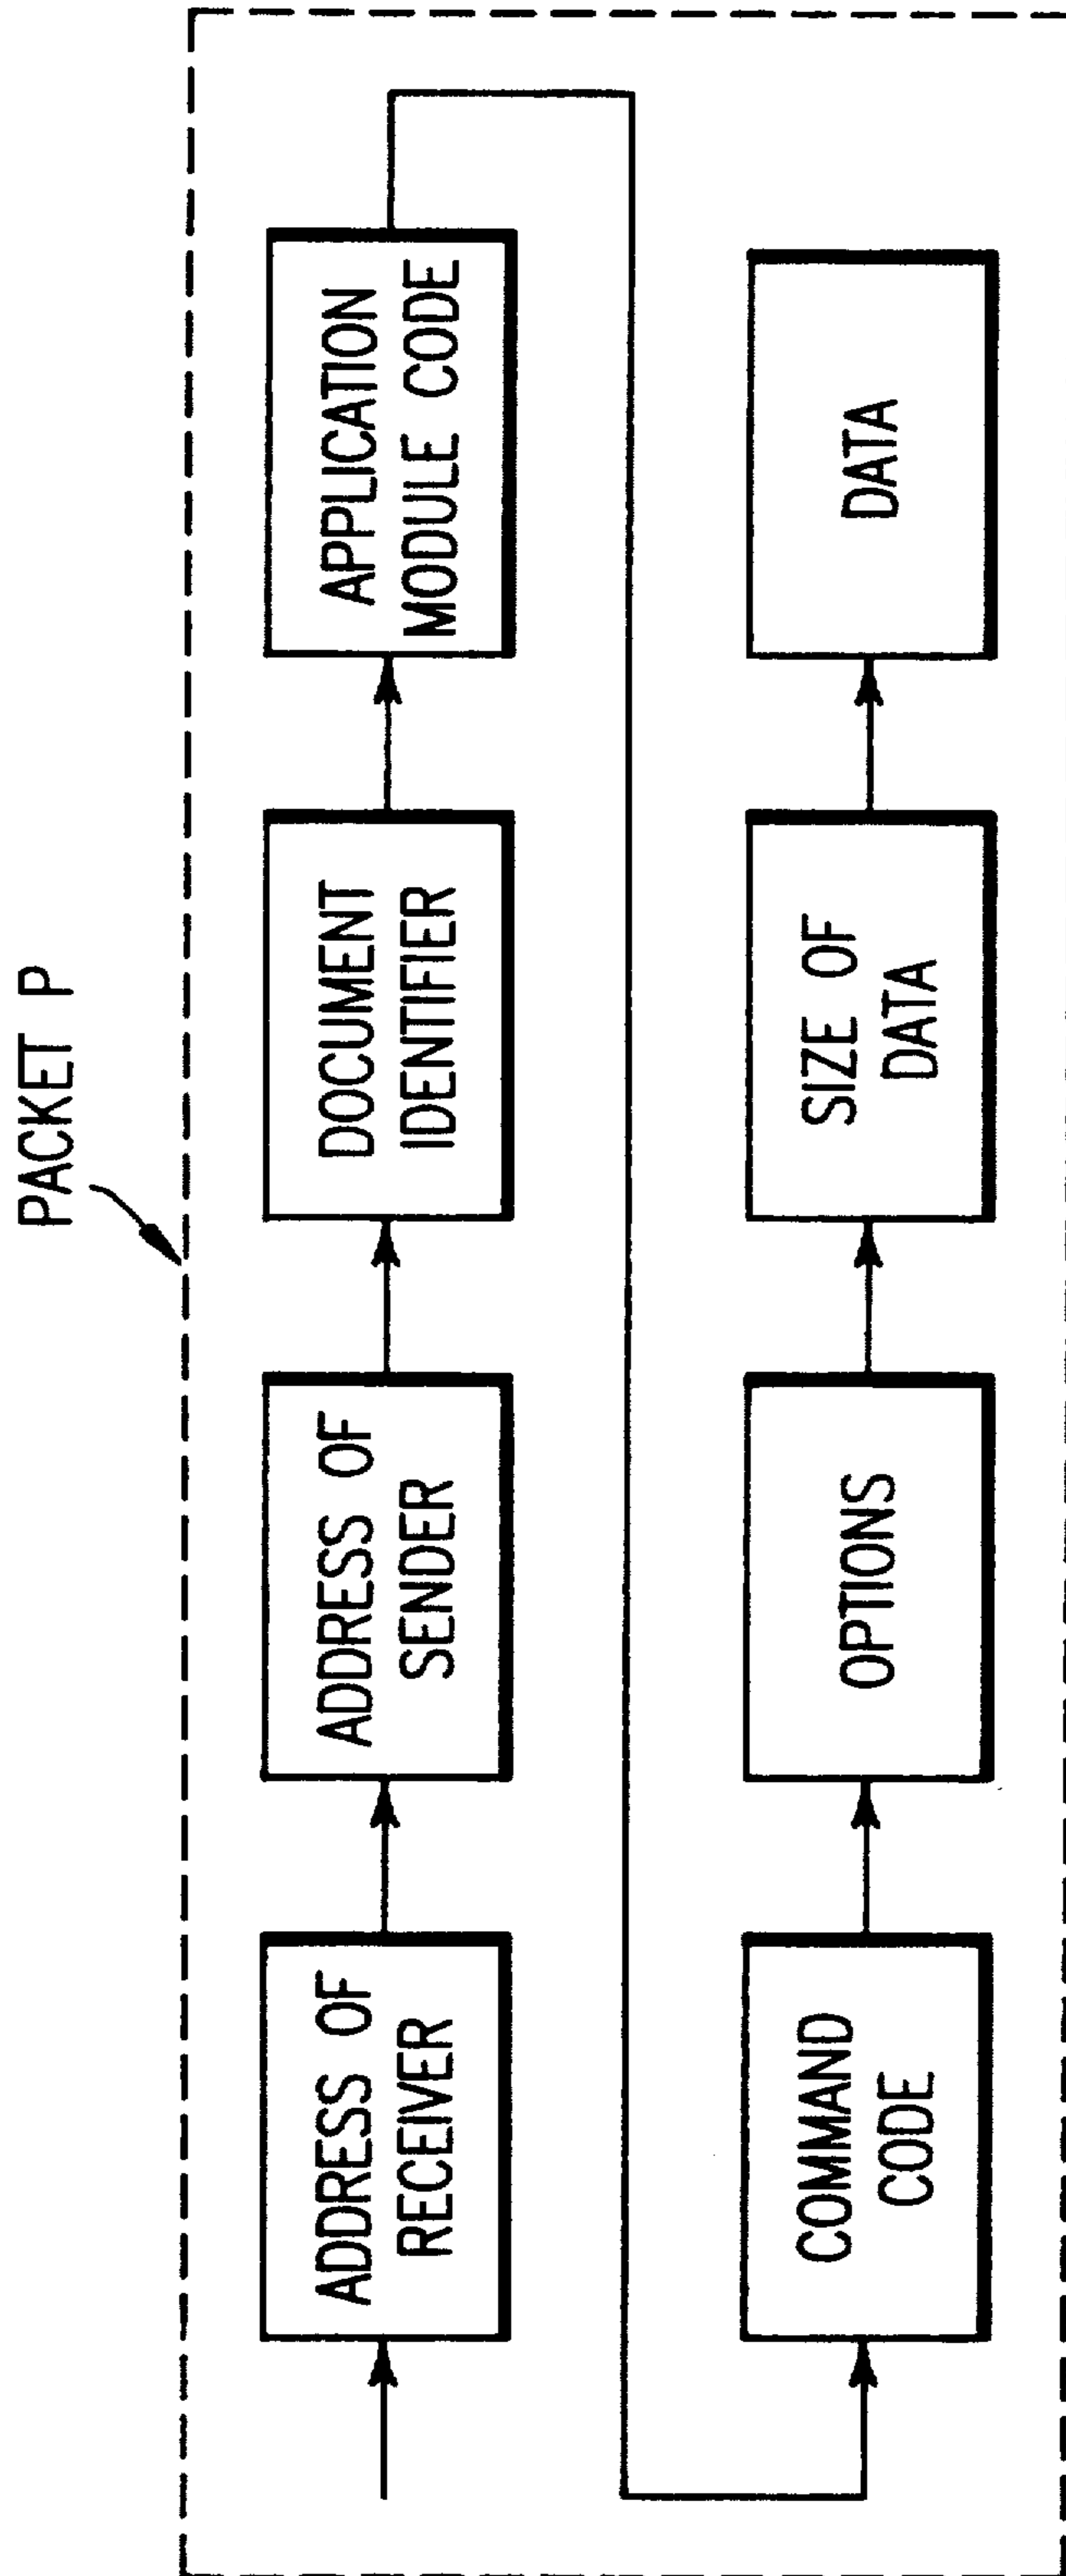 PACKET P
ADDRESS OF
RECEIVER
ADDRESS OF
SENDER
DOCUMENT
IDENTIFIER
APPLICATION
MODULE CODE
COMMAND
CODE
OPTIONS
SIZE OF
DATA
DATA